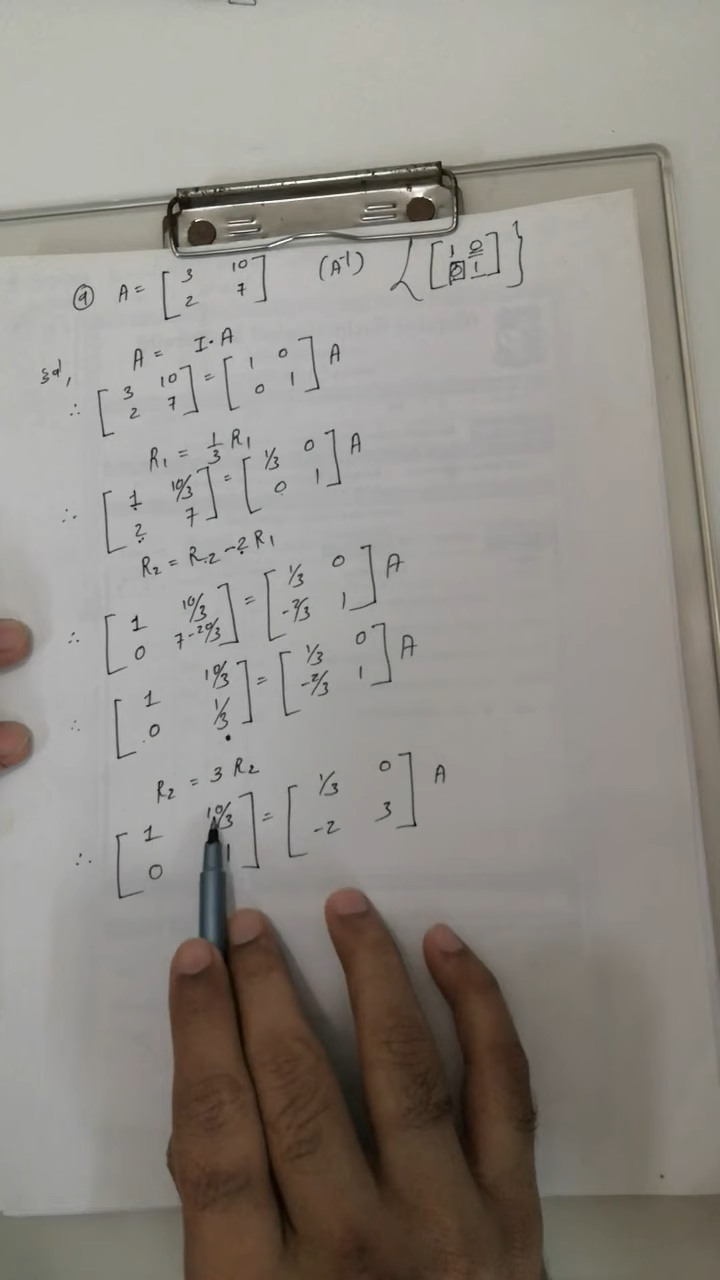 (a) A = [ 3 10 (A⁻¹) { [ 1 0
2 7 ] 0 1 ] }
Sol, A = I·A
∴ [ 3 10 = [ 1 0
2 7 ] 0 1 ] A
R₁ = 1/3 R₁
∴ [ 1 10/3 = [ 1/3 0
2 7 ] 0 1 ] A
R₂ = R₂ - 2R₁
∴ [ 1 10/3 = [ 1/3 0
0 7-20/3 ] -2/3 1 ] A
∴ [ 1 10/3 = [ 1/3 0
0 1/3 ] -2/3 1 ] A
R₂ = 3 R₂
∴ [ 1 10/3 = [ 1/3 0
0 1 ] -2 3 ] A